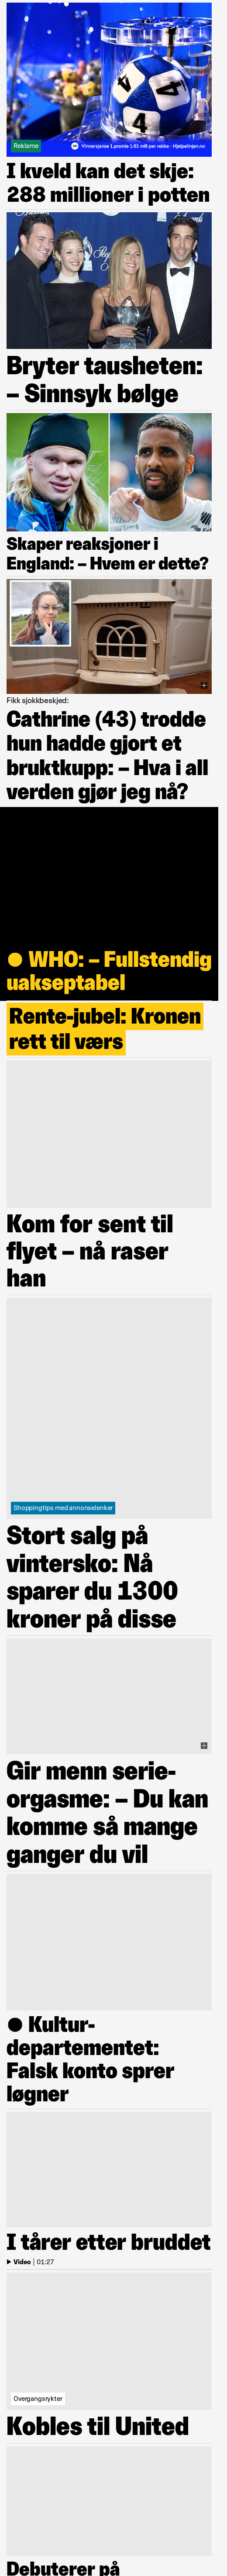 4
4
4
Reklame
Vinnersjanse 1.premie 1:61 mill per rekke - Hjelpelinjen.no
I kveld kan det skje:
288 millioner i potten
Bryter tausheten:
– Sinnsyk bølge
Skaper reaksjoner i
England: – Hvem er dette?
Fikk sjokkbeskjed:
Cathrine (43) trodde
hun hadde gjort et
bruktkupp: – Hva i all
verden gjør jeg nå?
WHO: – Fullstendig
uakseptabel
Rente-jubel: Kronen
rett til værs
Kom for sent til
flyet – nå raser
han
Shoppingtips med annonselenker
Stort salg på
vintersko: Nå
sparer du 1300
kroner på disse
Gir menn serie-
orgasme: – Du kan
komme så mange
ganger du vil
Kultur-
departementet:
Falsk konto sprer
løgner
I tårer etter bruddet
Video | 01:27
Overgangsrykter
Kobles til United
Debuterer på